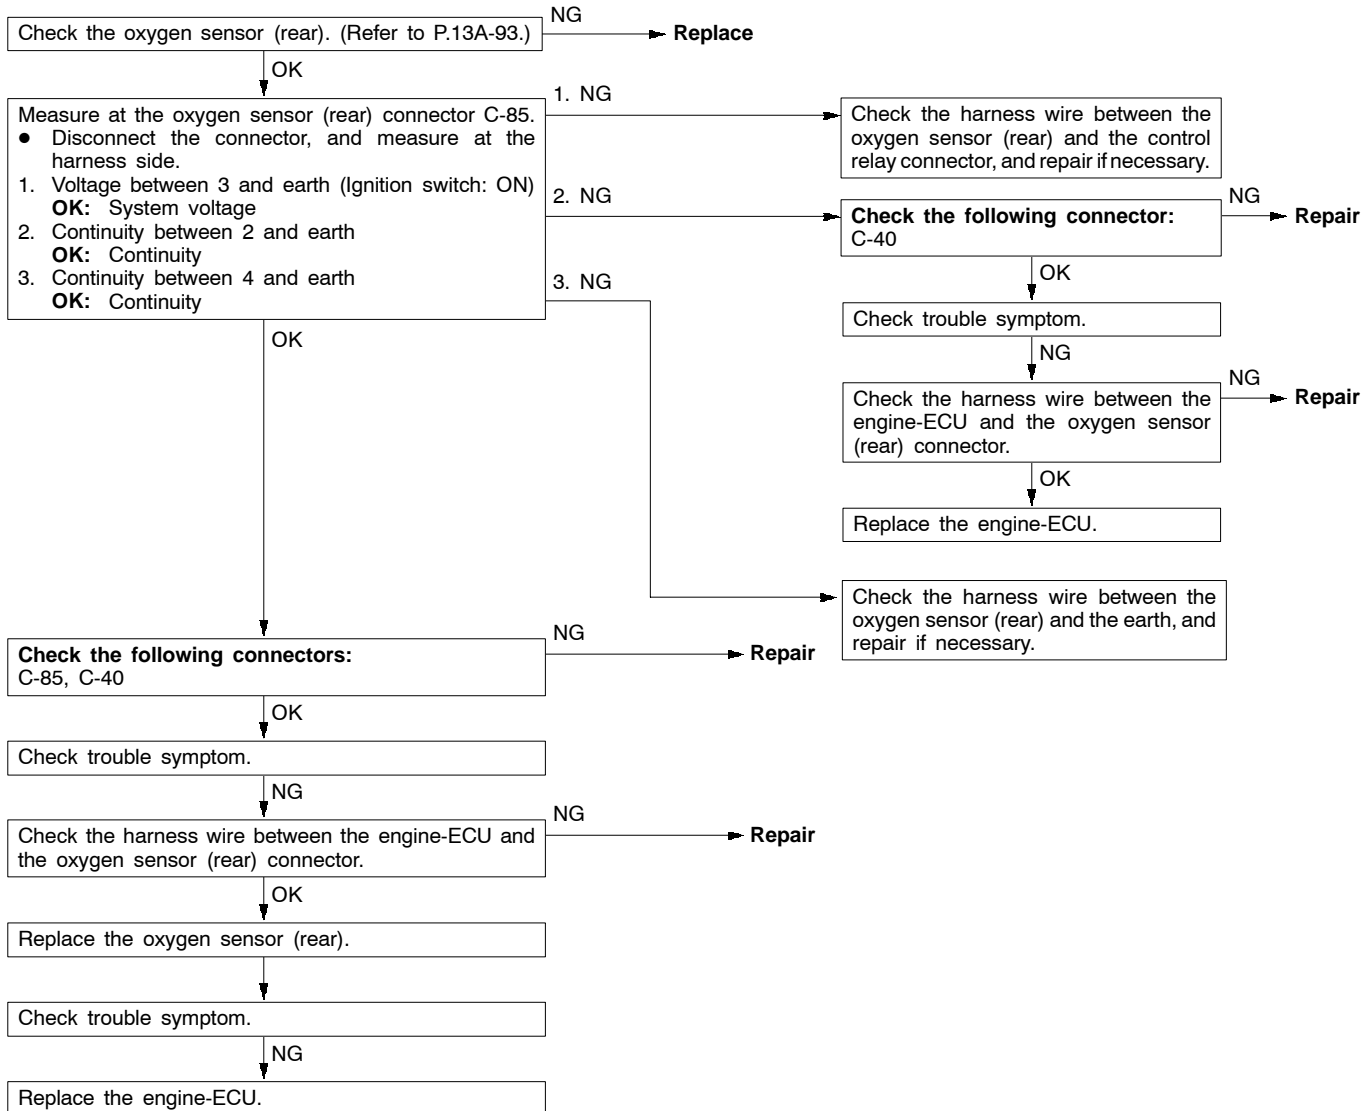 Check the oxygen sensor (rear). (Refer to P.13A-93.)
NG
Replace
OK
Measure at the oxygen sensor (rear) connector C-85.
● Disconnect the connector, and measure at the
harness side.
1. Voltage between 3 and earth (Ignition switch: ON)
OK: System voltage
2. Continuity between 2 and earth
OK: Continuity
3. Continuity between 4 and earth
OK: Continuity
1. NG
Check the harness wire between the
oxygen sensor (rear) and the control
relay connector, and repair if necessary.
2. NG
Check the following connector:
C-40
NG
Repair
OK
Check trouble symptom.
NG
Check the harness wire between the
engine-ECU and the oxygen sensor
(rear) connector.
NG
Repair
OK
Replace the engine-ECU.
3. NG
Check the harness wire between the
oxygen sensor (rear) and the earth, and
repair if necessary.
OK
Check the following connectors:
C-85, C-40
NG
Repair
OK
Check trouble symptom.
NG
Check the harness wire between the engine-ECU and
the oxygen sensor (rear) connector.
NG
Repair
OK
Replace the oxygen sensor (rear).
Check trouble symptom.
NG
Replace the engine-ECU.